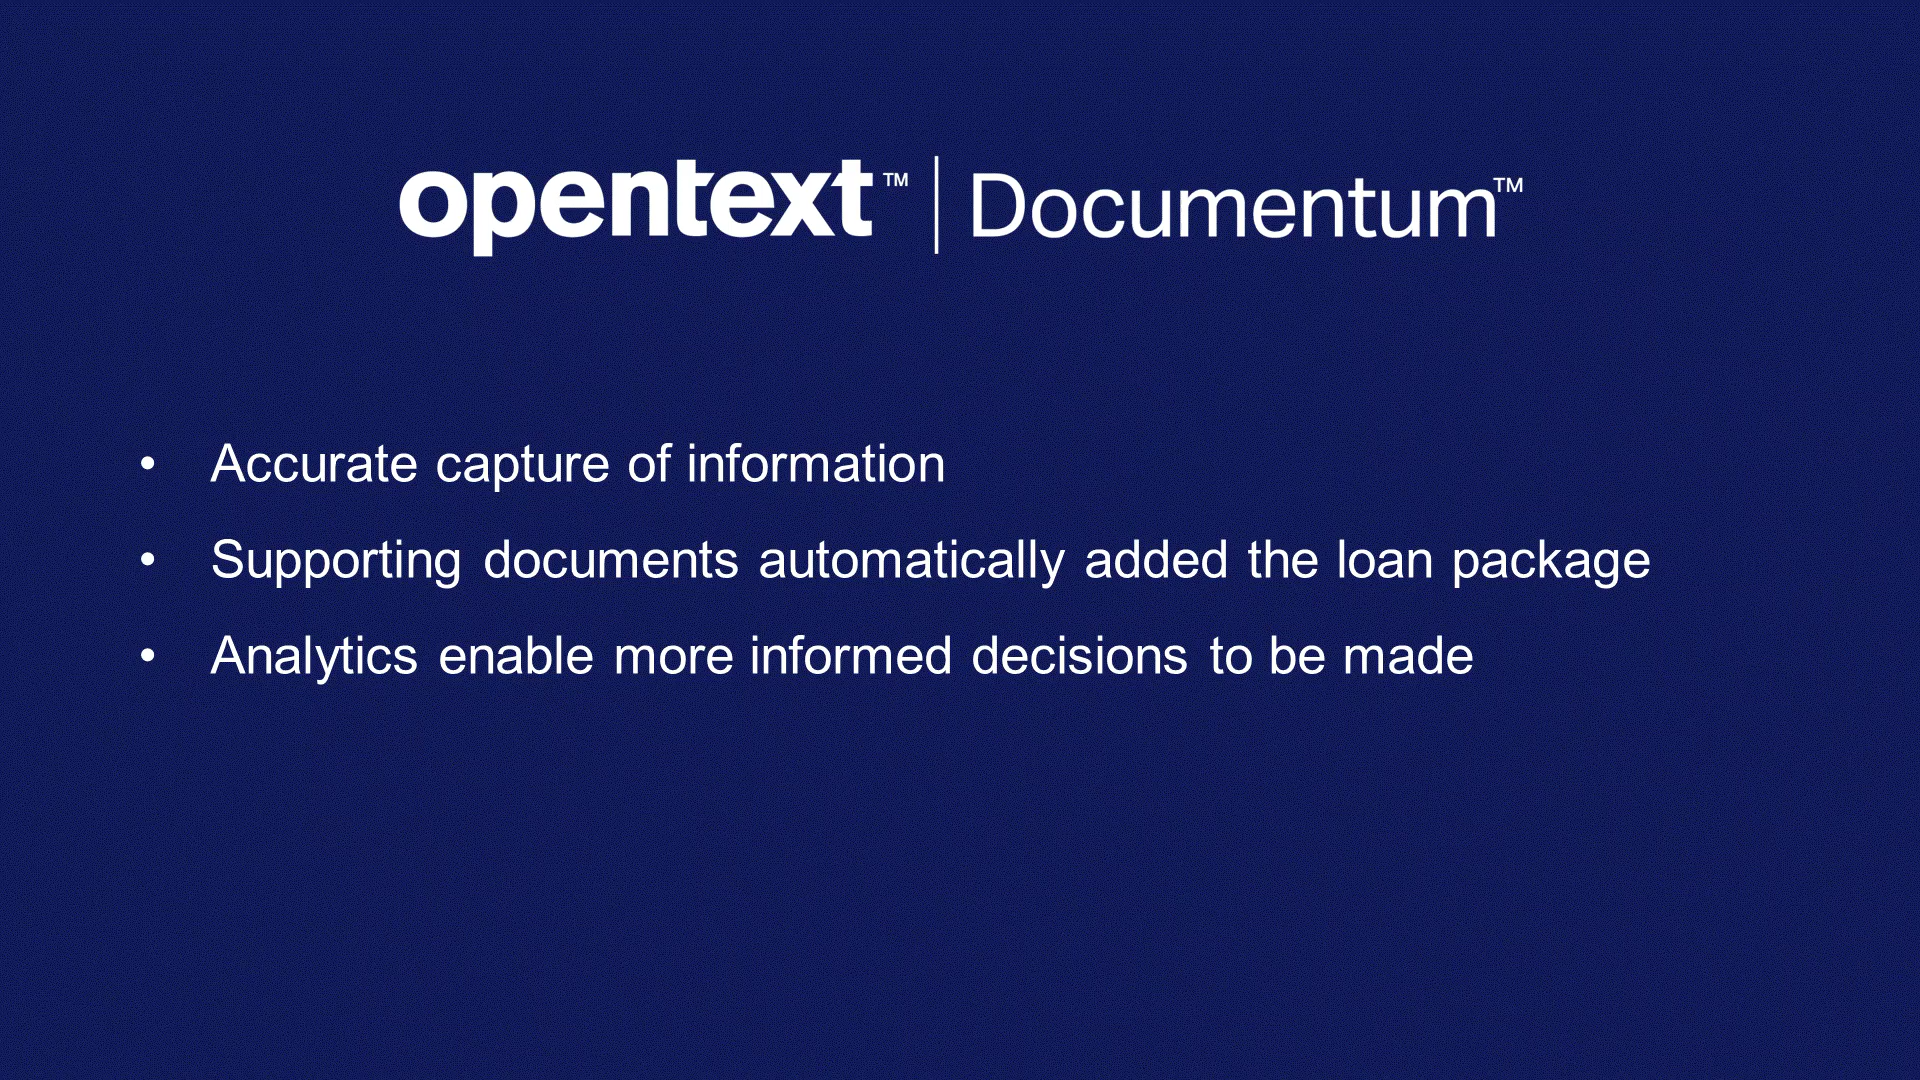 opentext™ | Documentum™
• Accurate capture of information
• Supporting documents automatically added the loan package
• Analytics enable more informed decisions to be made